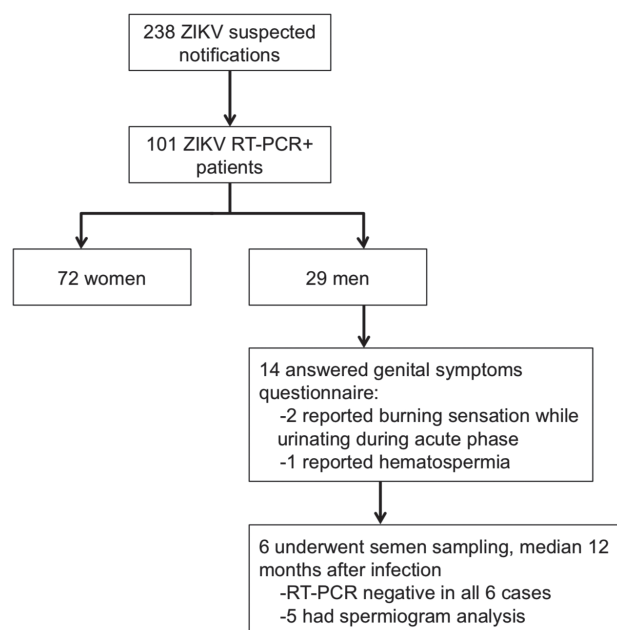 238 ZIKV suspected
notifications
101 ZIKV RT-PCR+
patients
72 women
29 men
14 answered genital symptoms
questionnaire:
-2 reported burning sensation while
urinating during acute phase
-1 reported hematospermia
6 underwent semen sampling, median 12
months after infection
-RT-PCR negative in all 6 cases
-5 had spermiogram analysis